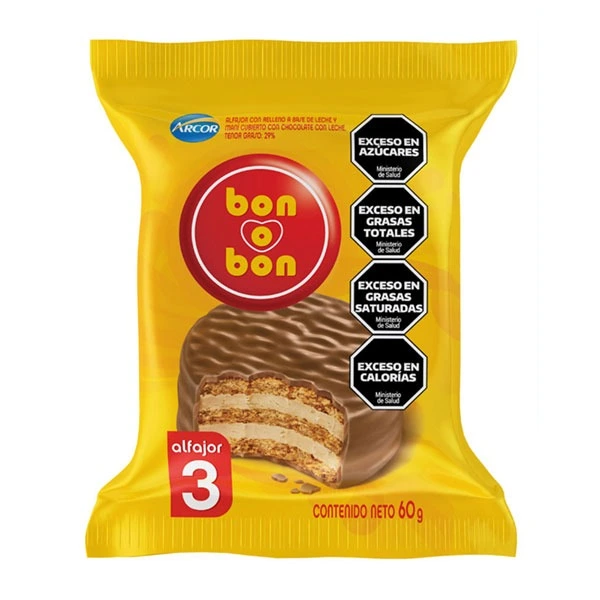 ARCOR
ALFAJOR CON RELLENO A BASE DE LECHE Y
MANÍ CUBIERTO CON CHOCOLATE CON LECHE.
TENOR GRASO: 29%
bon
o
bon
EXCESO EN
AZÚCARES
Ministerio
de Salud
EXCESO EN
GRASAS
TOTALES
Ministerio
de Salud
EXCESO EN
GRASAS
SATURADAS
Ministerio
de Salud
EXCESO EN
CALORÍAS
Ministerio
de Salud
alfajor
3
CONTENIDO NETO 60g